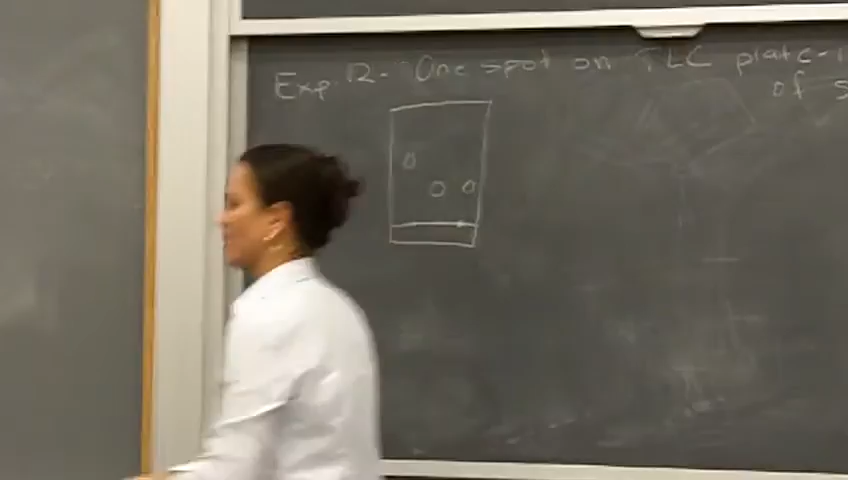 Exp. 12- One spot on TLC plate-
of